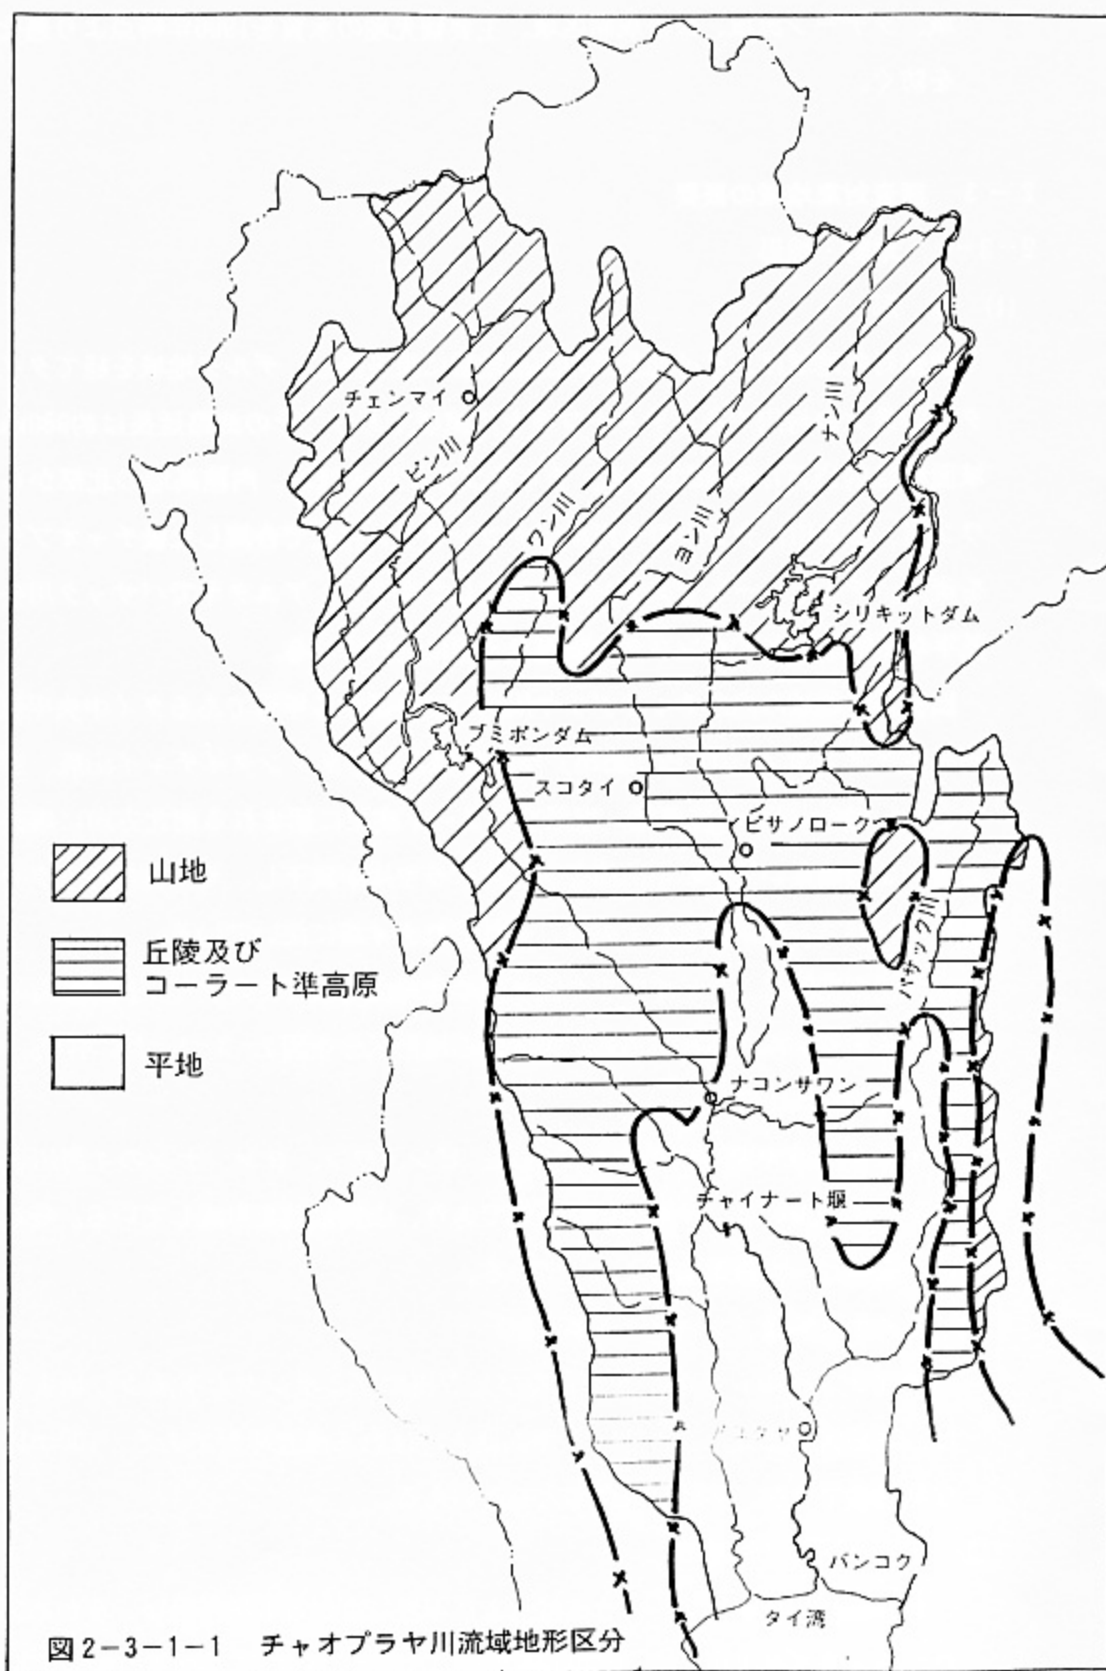 チェンマイ
ピン川
ワン川
ヨン川
ナン川
シリキットダム
ブミポンダム
スコタイ
ピサノローク
パサック川
山地
丘陵及び
コーラート準高原
平地
ナコンサワン
チャイナート堰
バンコク
タイ湾
図2-3-1-1 チャオプラヤ川流域地形区分